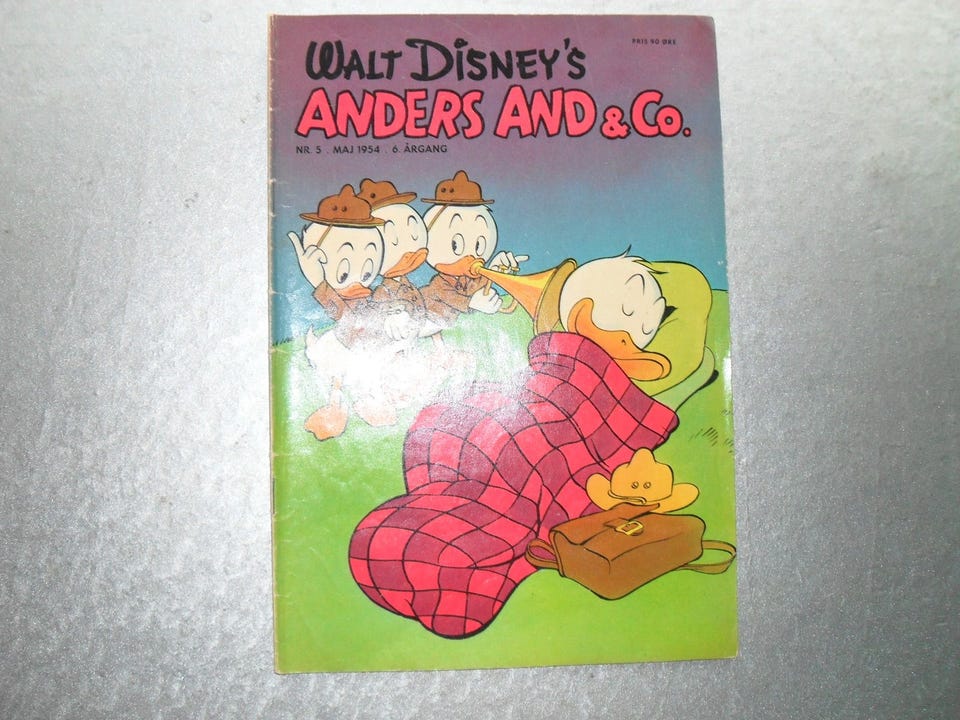 PRIS 90 ØRE
WALT DISNEY'S
ANDERS AND & CO.
NR. 5 . MAJ 1954 . 6. ÅRGANG